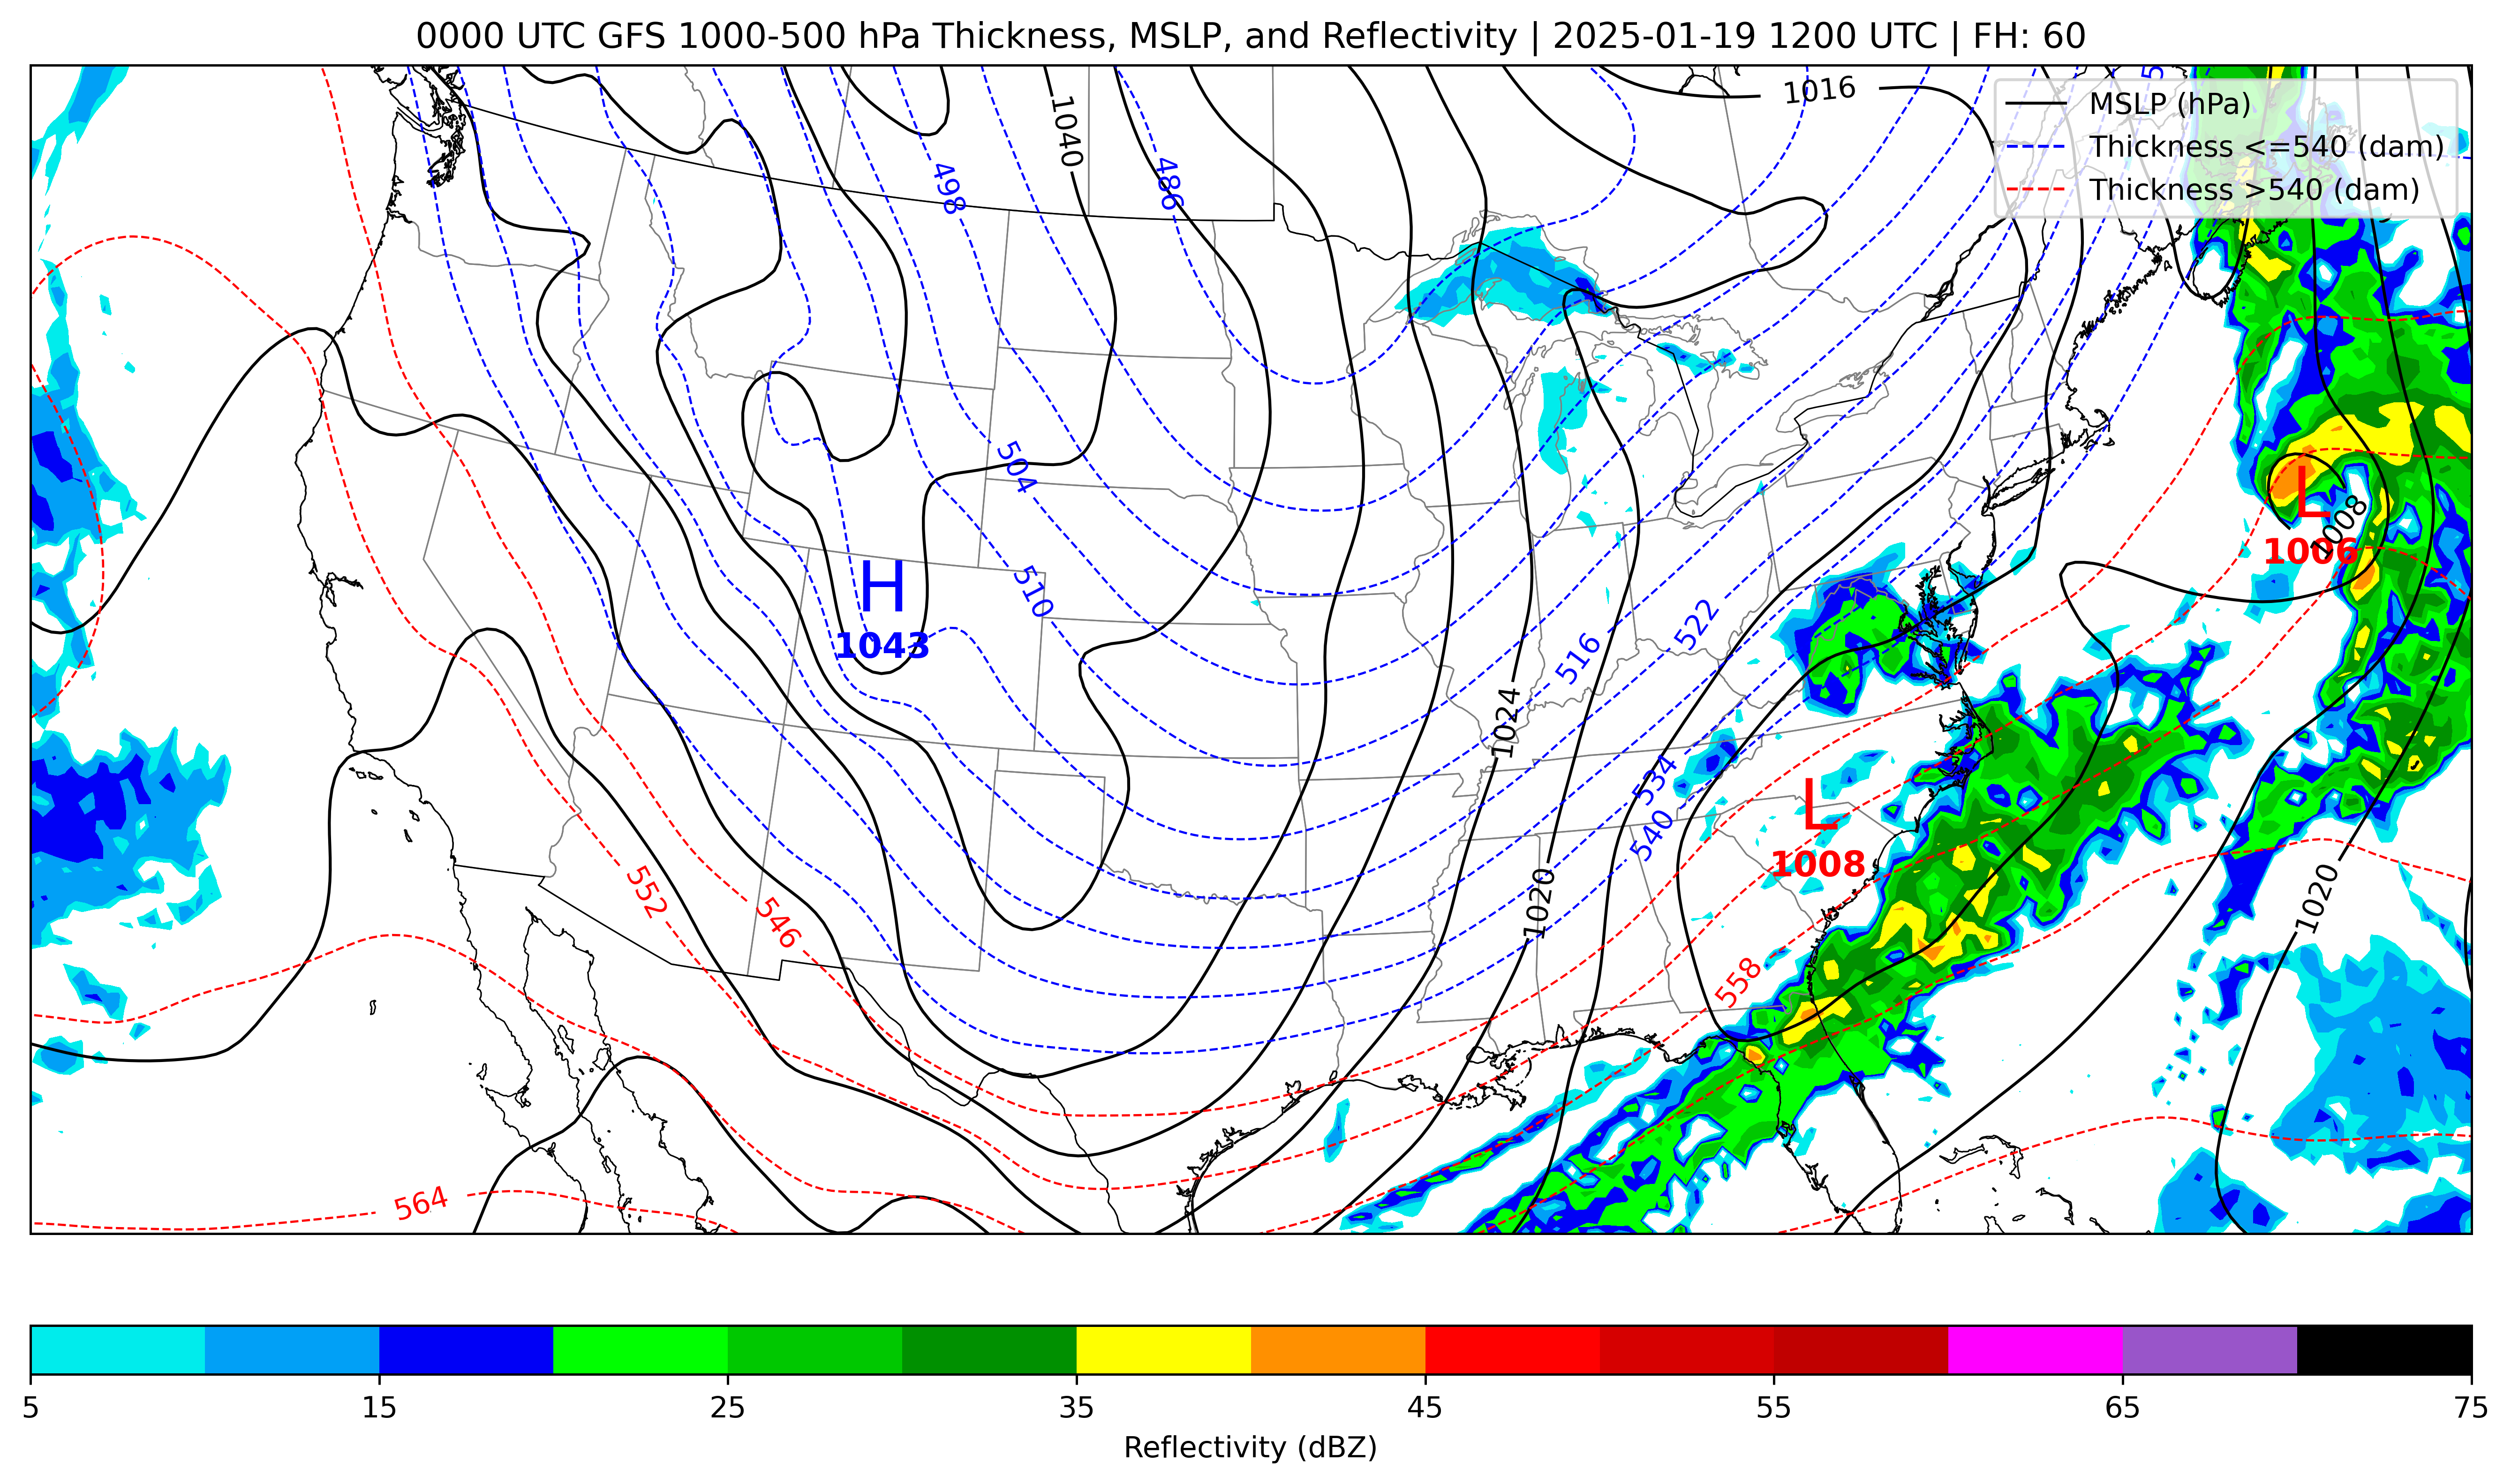 0000 UTC GFS 1000-500 hPa Thickness, MSLP, and Reflectivity | 2025-01-19 1200 UTC | FH: 60
1016
MSLP (hPa)
Thickness <=540 (dam)
Thickness >540 (dam)
1040
498
486
504
L
1008
1006
H
1043
510
522
516
1024
534
L
1008
540
552
546
1020
1020
558
564
5 15 25 35 45 55 65 75
Reflectivity (dBZ)